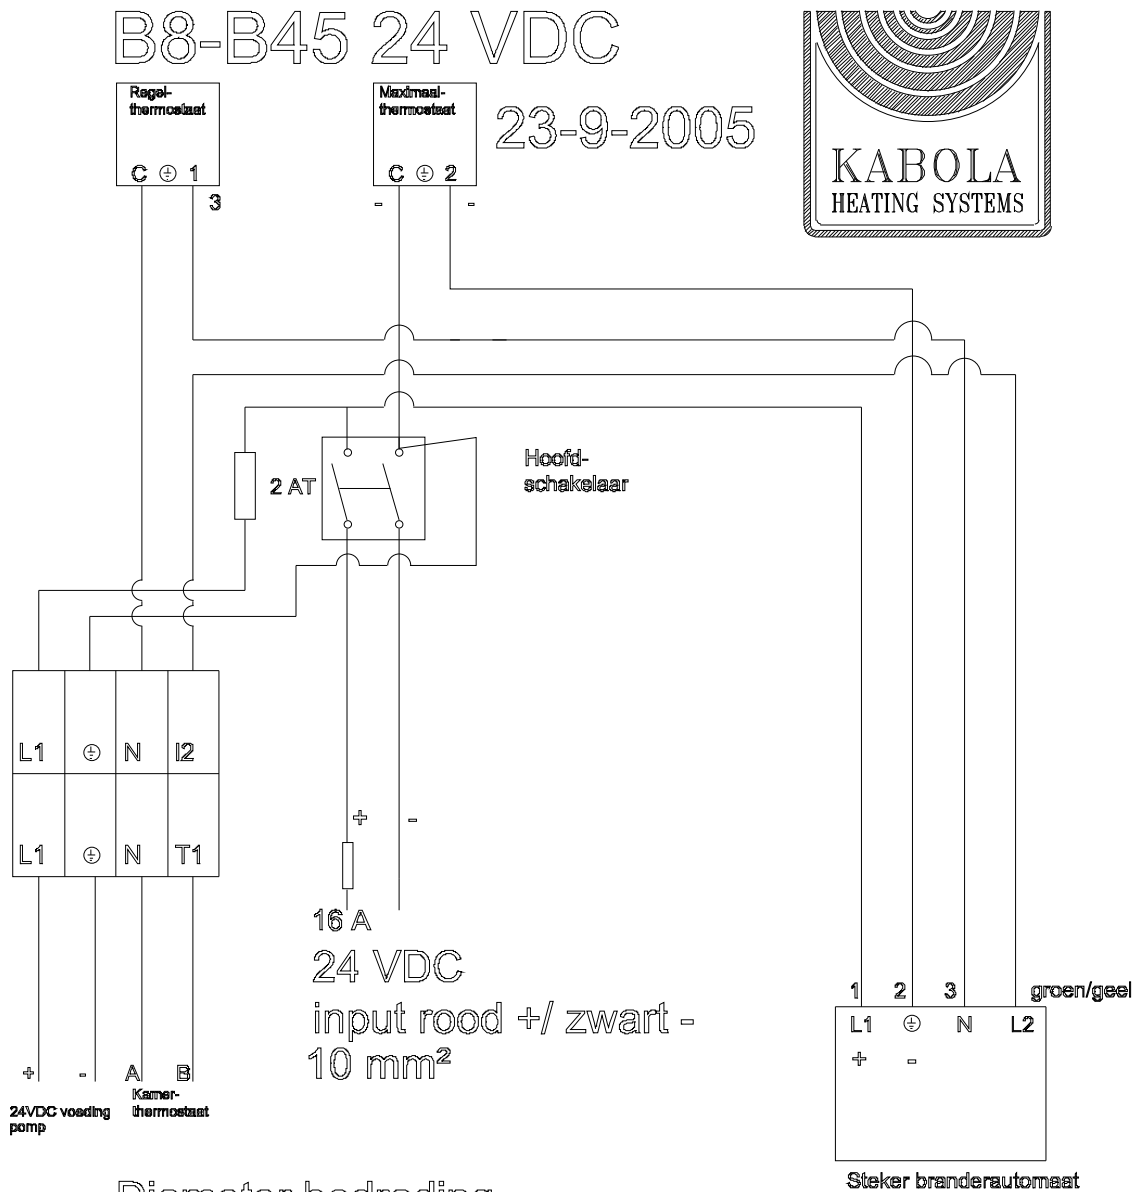 B8-B45 24 VDC
Regel-
thermostaat
C 1
3
Maximaal-
thermostaat
C 2
- -
23-9-2005
KABOLA
HEATING SYSTEMS
2 AT
Hoofd-
schakelaar
L1 N I2
L1 N T1
+ - A B
24VDC voeding
pomp
Kamer-
thermostaat
+ -
16 A
24 VDC
input rood +/ zwart -
10 mm²
1 2 3 groen/geel
L1 N L2
+ -
Steker branderautomaat
Diameter bedrading